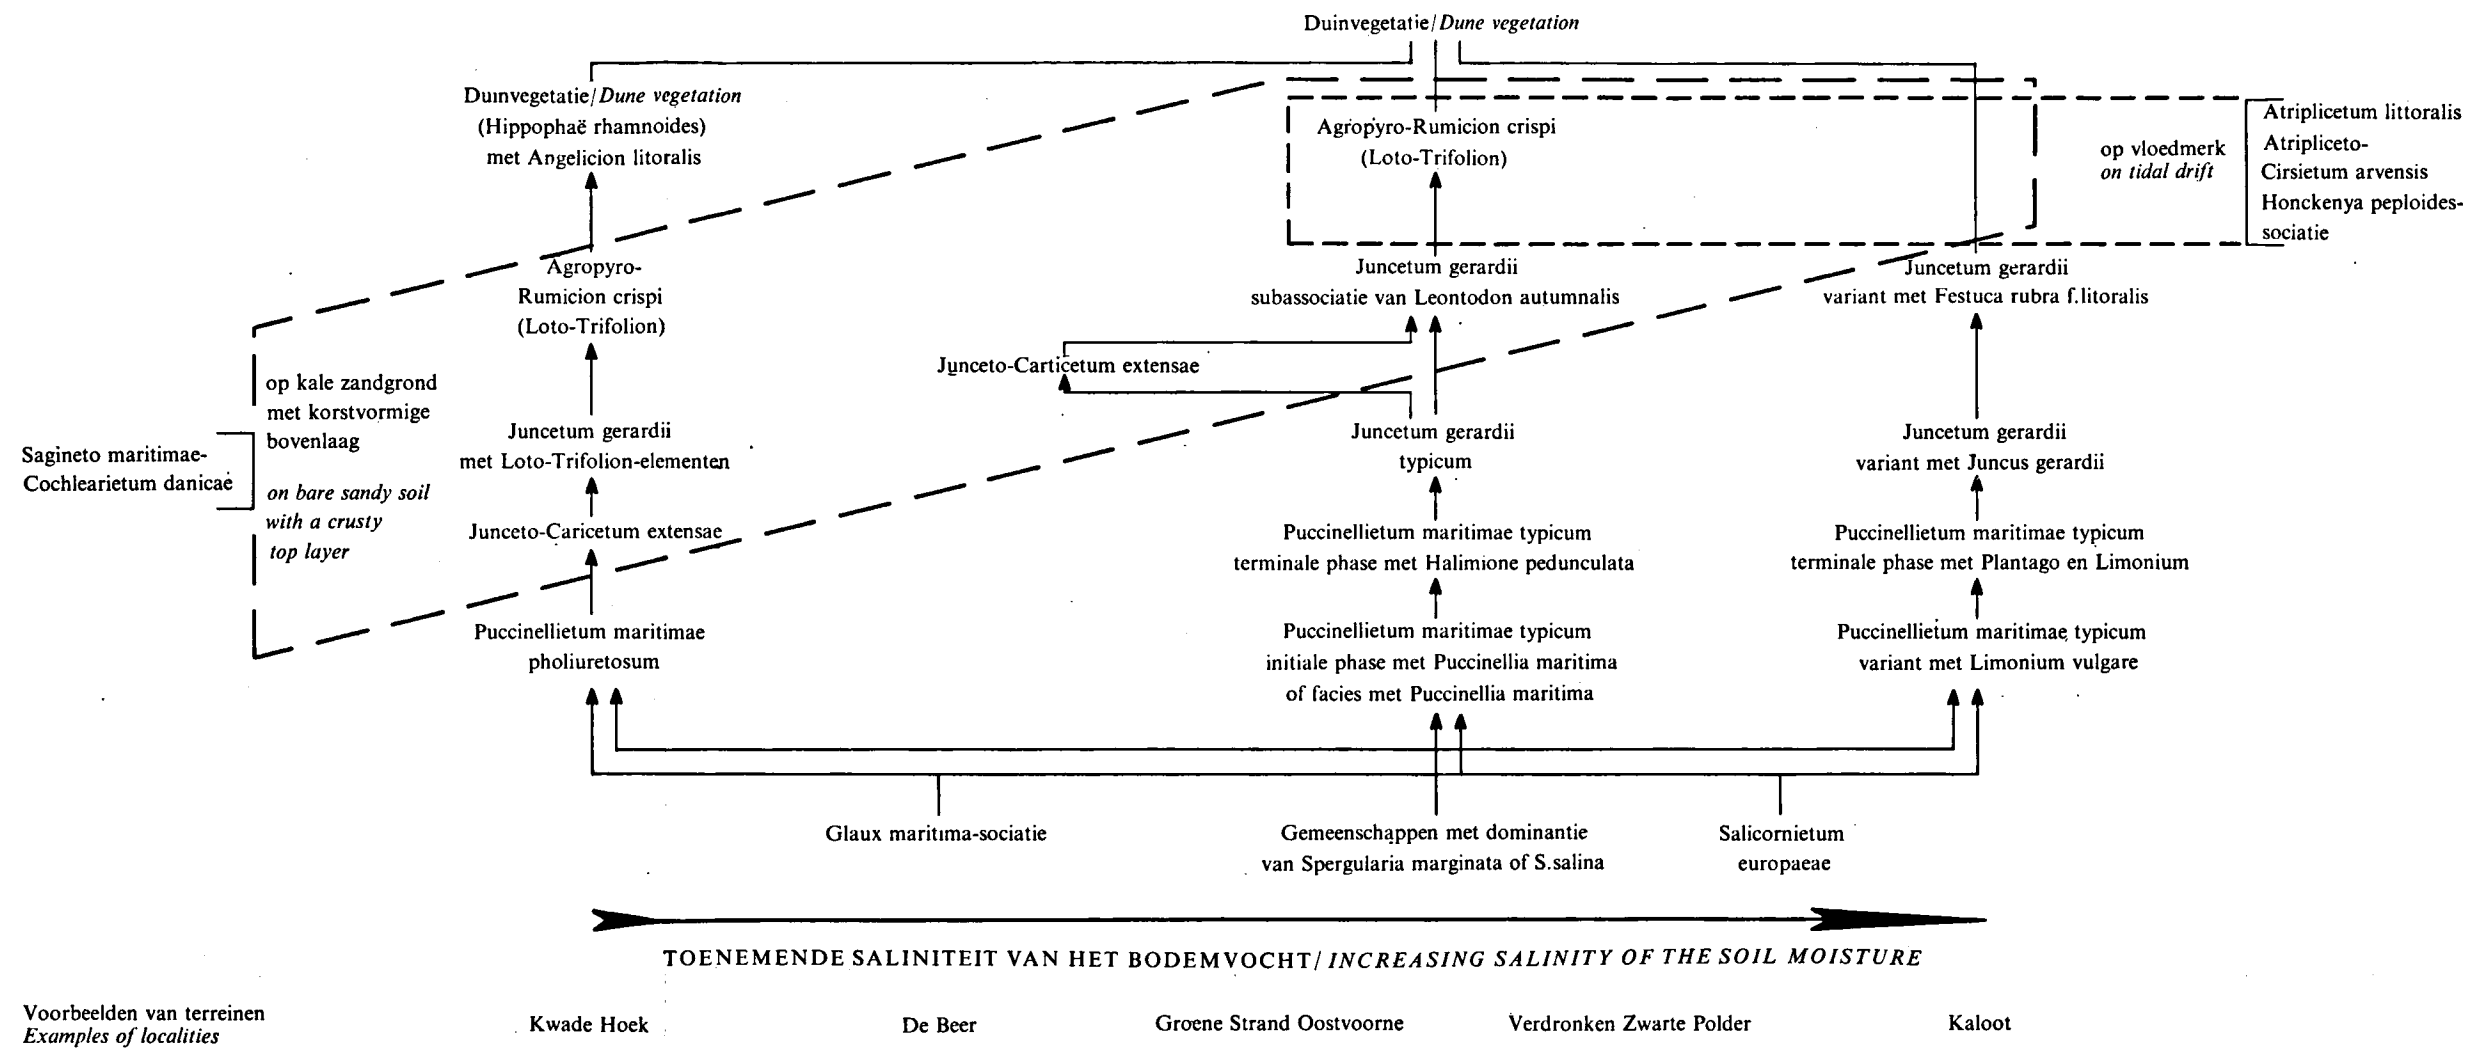 Duinvegetatie/Dune vegetation
Duinvegetatie/Dune vegetation
(Hippophaë rhamnoides)
met Angelicion litoralis
Agropyro-Rumicion crispi
(Loto-Trifolion)
op vloedmerk
on tidal drift
Atriplicetum littoralis
Atripliceto-
Cirsietum arvensis
Honckenya peploides-
sociatie
Agropyro-
Rumicion crispi
(Loto-Trifolion)
Juncetum gerardii
subassociatie van Leontodon autumnalis
Juncetum gerardii
variant met Festuca rubra f.litoralis
Junceto-Carticetum extensae
op kale zandgrond
met korstvormige
bovenlaag
on bare sandy soil
with a crusty
top layer
Sagineto maritimae-
Cochlearietum danicae
Juncetum gerardii
met Loto-Trifolion-elementen
Juncetum gerardii
typicum
Juncetum gerardii
variant met Juncus gerardii
Junceto-Caricetum extensae
Puccinellietum maritimae typicum
terminale phase met Halimione pedunculata
Puccinellietum maritimae typicum
terminale phase met Plantago en Limonium
Puccinellietum maritimae
pholiuretosum
Puccinellietum maritimae typicum
initiale phase met Puccinellia maritima
of facies met Puccinellia maritima
Puccinellietum maritimae typicum
variant met Limonium vulgare
Glaux maritima-sociatie
Gemeenschappen met dominantie
van Spergularia marginata of S.salina
Salicornietum
europaeae
TOENEMENDE SALINITEIT VAN HET BODEMVOCHT/INCREASING SALINITY OF THE SOIL MOISTURE
Voorbeelden van terreinen
Examples of localities
Kwade Hoek
De Beer
Groene Strand Oostvoorne
Verdronken Zwarte Polder
Kaloot